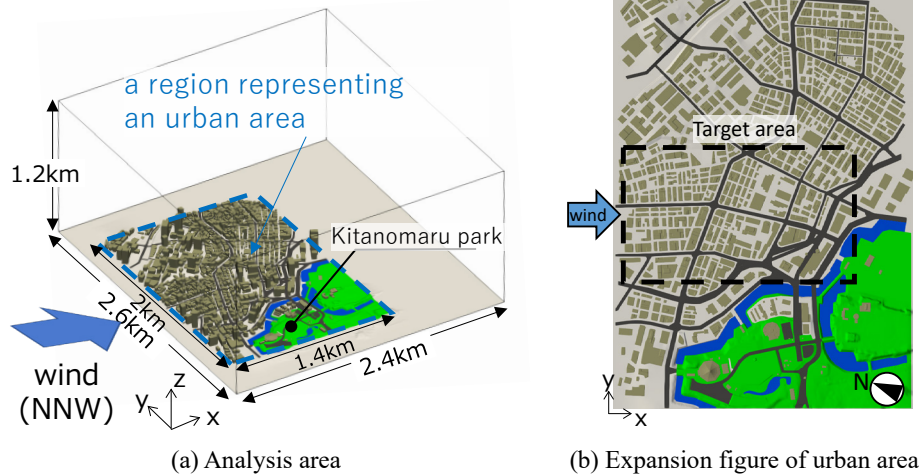 a region representing
an urban area
1.2km
Kitanomaru park
2km
2.6km
1.4km
2.4km
wind
(NNW)
z
y
x
(a) Analysis area
Target area
wind
N
y
x
(b) Expansion figure of urban area